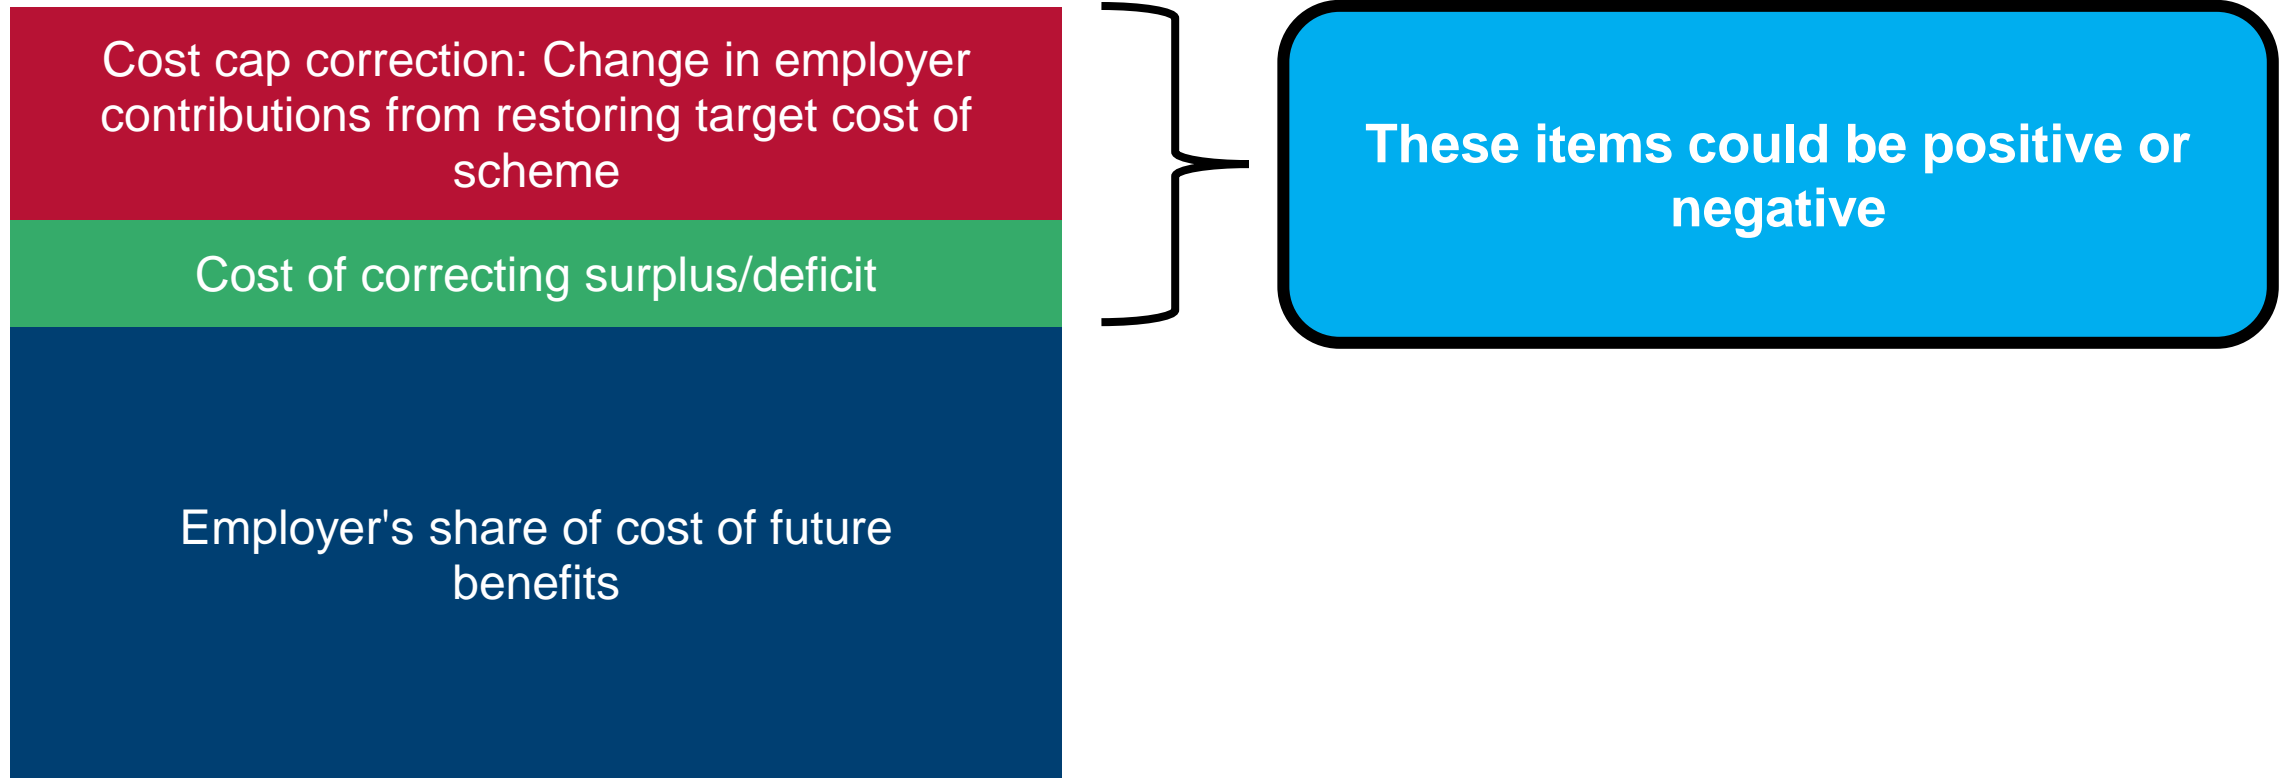 Cost cap correction: Change in employer
contributions from restoring target cost of
scheme
Cost of correcting surplus/deficit
Employer's share of cost of future
benefits
These items could be positive or
negative